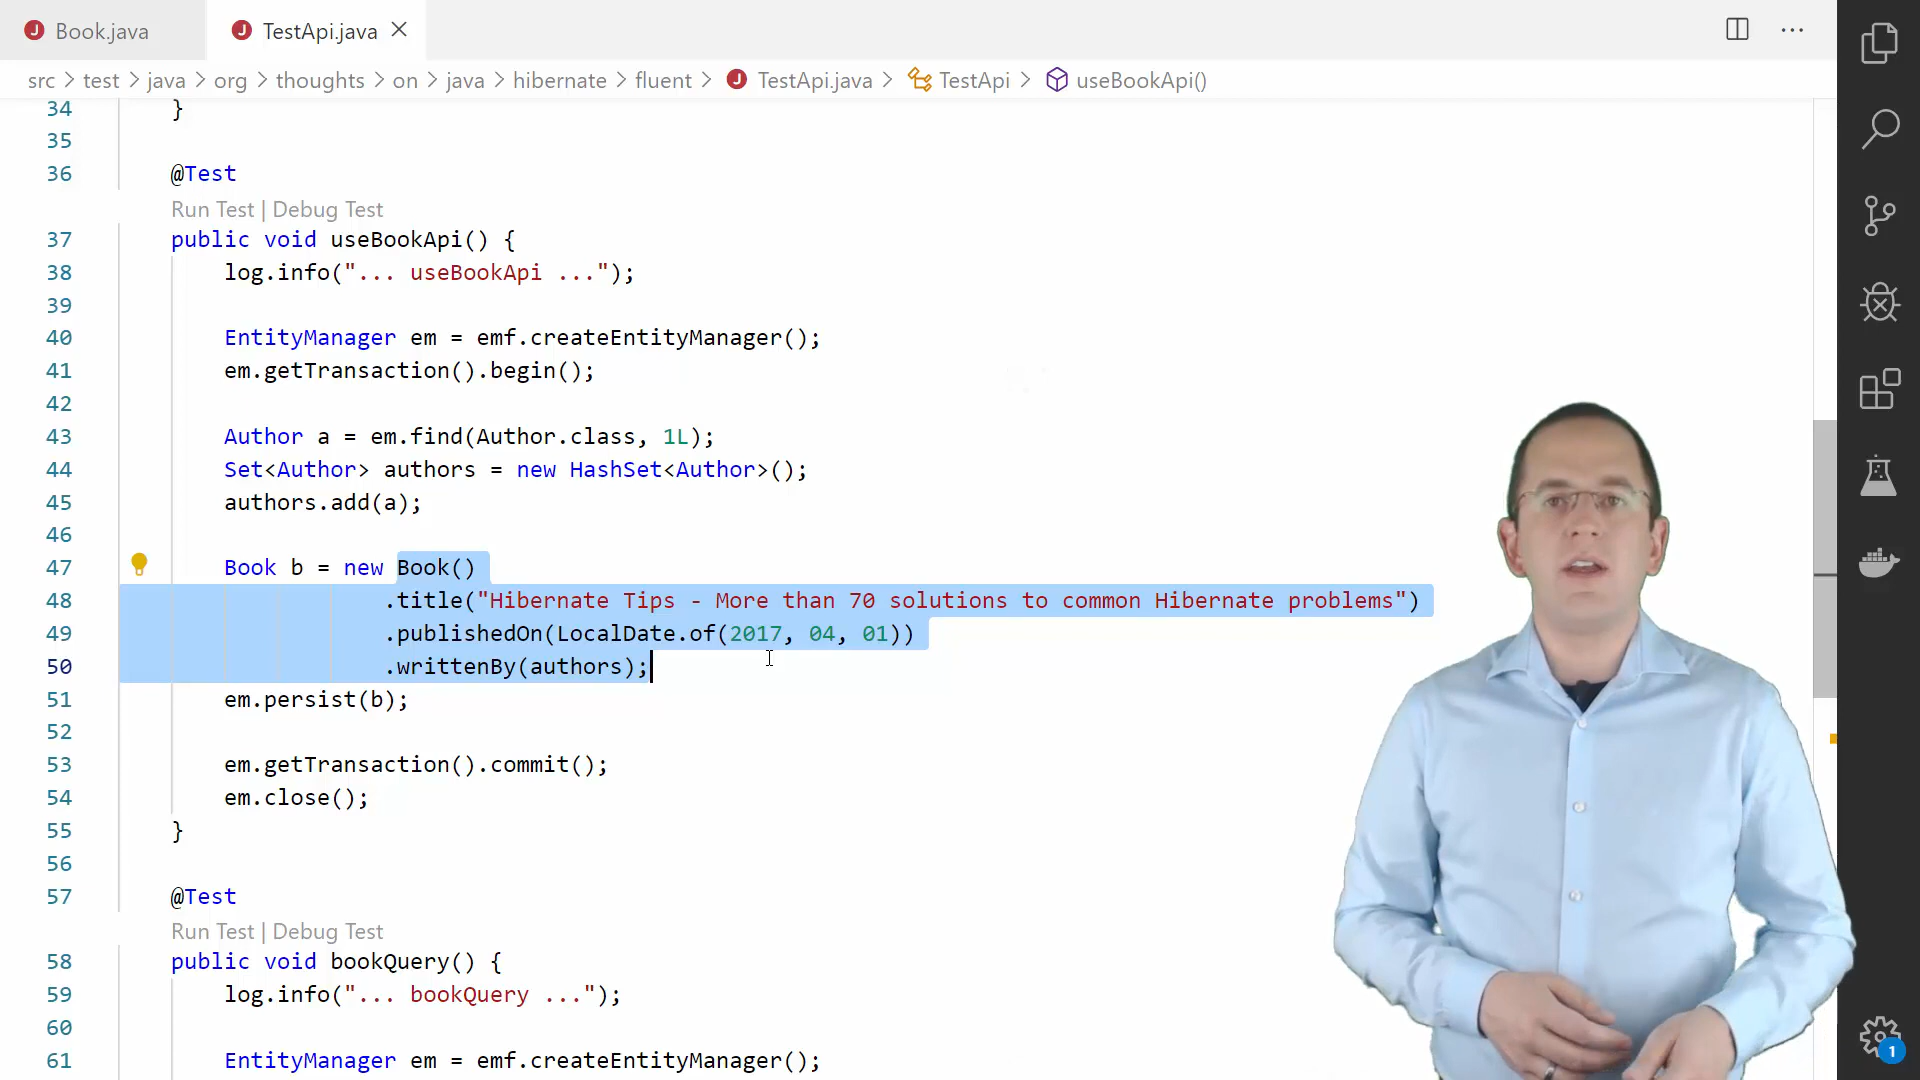 Book.java
TestApi.java
src > test > java > org > thoughts > on > java > hibernate > fluent > TestApi.java > TestApi > useBookApi()
34 }
35
36 @Test
Run Test | Debug Test
37 public void useBookApi() {
38 log.info("... useBookApi ...");
39
40 EntityManager em = emf.createEntityManager();
41 em.getTransaction().begin();
42
43 Author a = em.find(Author.class, 1L);
44 Set<Author> authors = new HashSet<Author>();
45 authors.add(a);
46
47 Book b = new Book()
48 .title("Hibernate Tips - More than 70 solutions to common Hibernate problems")
49 .publishedOn(LocalDate.of(2017, 04, 01))
50 .writtenBy(authors);
51 em.persist(b);
52
53 em.getTransaction().commit();
54 em.close();
55 }
56
57 @Test
Run Test | Debug Test
58 public void bookQuery() {
59 log.info("... bookQuery ...");
60
61 EntityManager em = emf.createEntityManager();
1